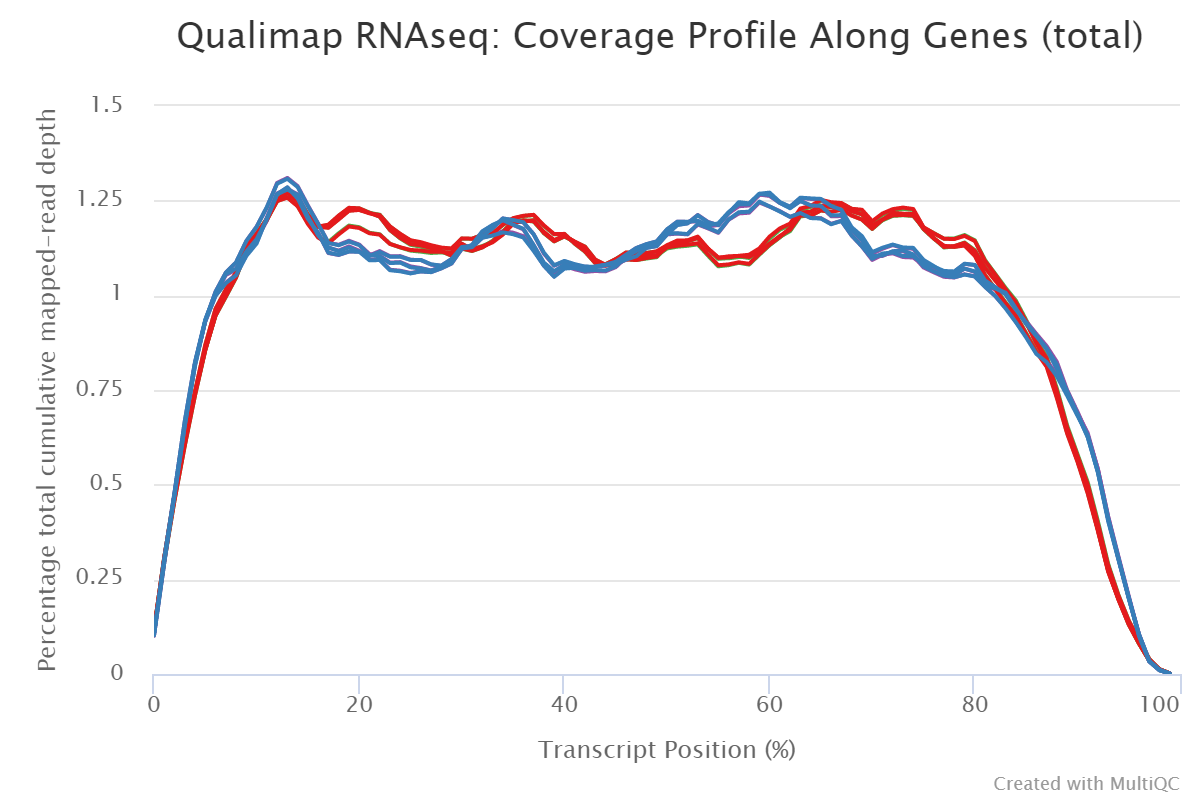 Qualimap RNAseq: Coverage Profile Along Genes (total)
Percentage total cumulative mapped-read depth
1.5
1.25
1
0.75
0.5
0.25
0
0 20 40 60 80 100
Transcript Position (%)
Created with MultiQC